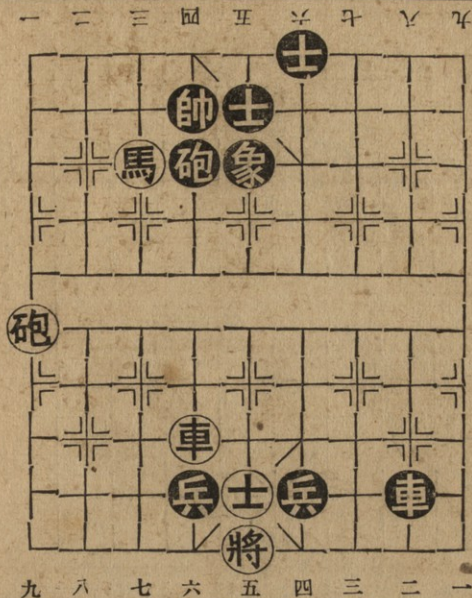 一 二 三 四 五 六 七 八 九
士
帥 士
馬 砲 象
砲
車
兵 士 兵 車
將
九 八 七 六 五 四 三 二 一